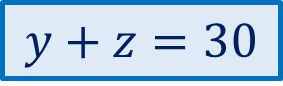 y + z = 30